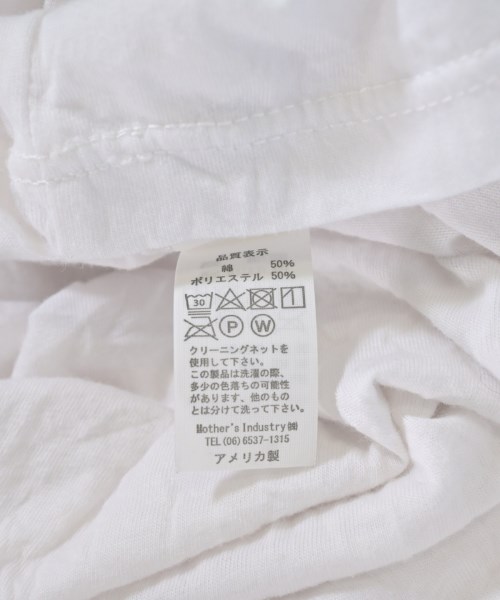 品質表示
綿 50%
ポリエステル 50%
30
P W
クリーニングネットを
使用して下さい。
この製品は洗濯の際、
多少の色落ちの可能性
があります、他のもの
とは分けて洗って下さい。
Mother's Industry ㈱
TEL (06) 6537-1315
アメリカ製